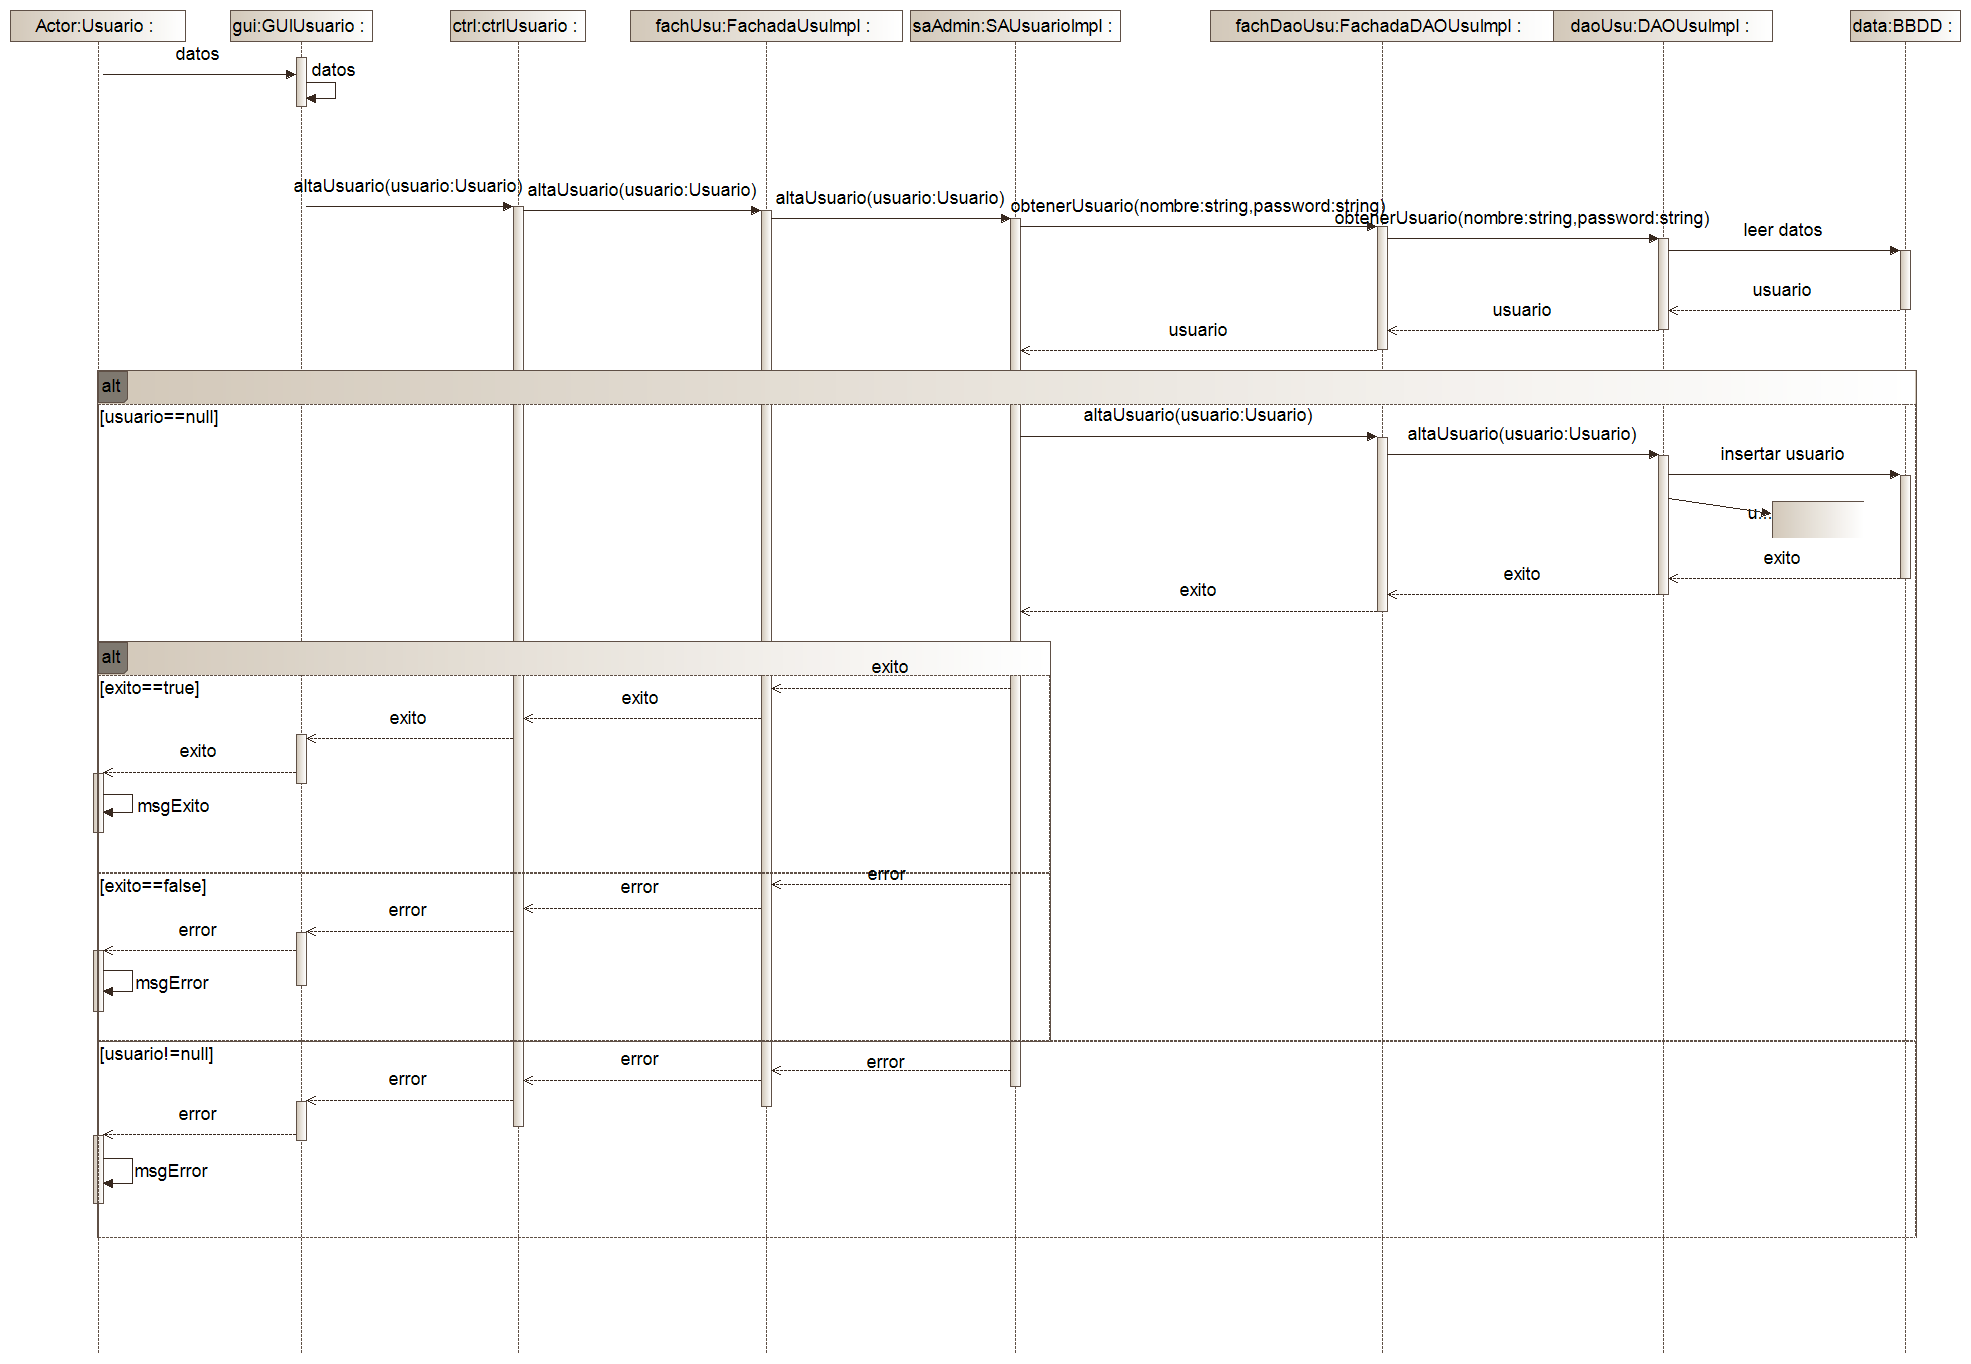 Actor:Usuario :
gui:GUIUsuario :
ctrl:ctrlUsuario :
fachUsu:FachadaUsuImpl :
saAdmin:SAUsuarioImpl :
fachDaoUsu:FachadaDAOUsuImpl :
daoUsu:DAOUsuImpl :
data:BBDD :
datos
datos
altaUsuario(usuario:Usuario)
altaUsuario(usuario:Usuario)
altaUsuario(usuario:Usuario)
obtenerUsuario(nombre:string,password:string)
obtenerUsuario(nombre:string,password:string)
leer datos
usuario
usuario
usuario
alt
[usuario==null]
altaUsuario(usuario:Usuario)
altaUsuario(usuario:Usuario)
insertar usuario
u...
exito
exito
exito
alt
[exito==true]
exito
exito
exito
exito
msgExito
[exito==false]
error
error
error
error
msgError
[usuario!=null]
error
error
error
error
msgError